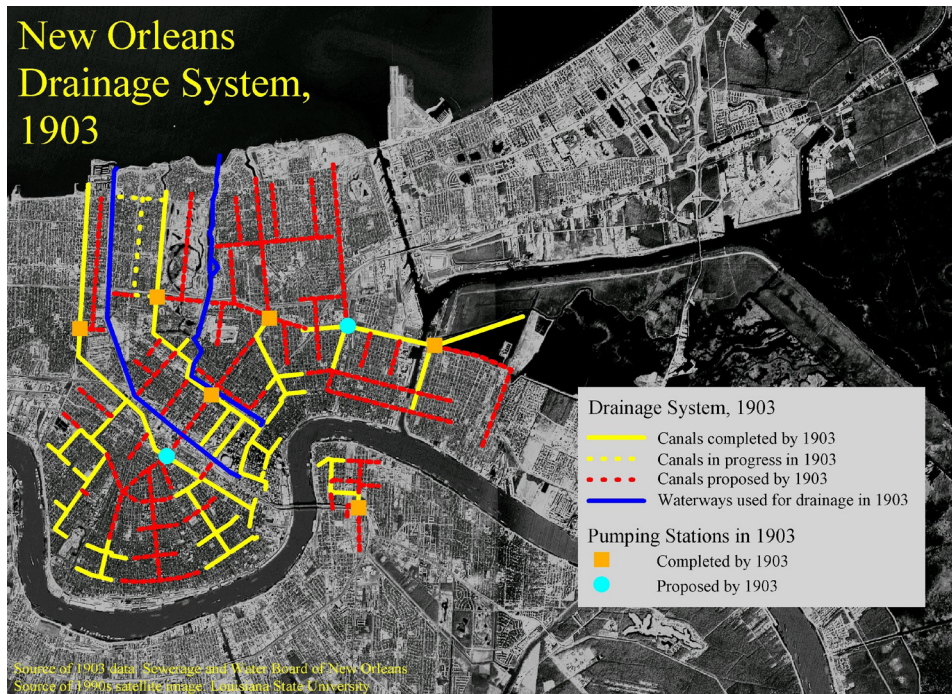 New Orleans
Drainage System,
1903
Drainage System, 1903
Canals completed by 1903
Canals in progress in 1903
Canals proposed by 1903
Waterways used for drainage in 1903
Pumping Stations in 1903
Completed by 1903
Proposed by 1903
Source of 1903 data: Sewerage and Water Board of New Orleans
Source of 1990s satellite image: Louisiana State University